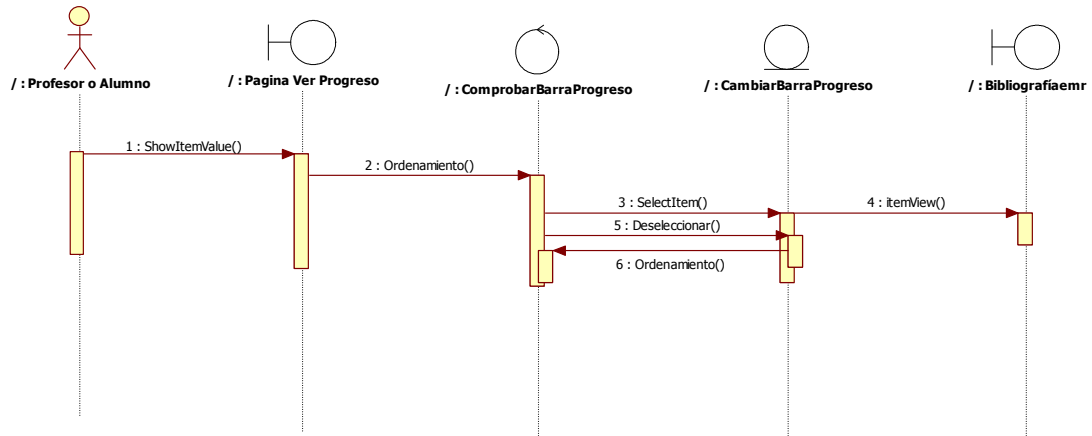 / : Profesor o Alumno
/ : Pagina Ver Progreso
/ : ComprobarBarraProgreso
/ : CambiarBarraProgreso
/ : Bibliografíaemr
1 : ShowItemValue()
2 : Ordenamiento()
3 : SelectItem()
4 : itemView()
5 : Deseleccionar()
6 : Ordenamiento()